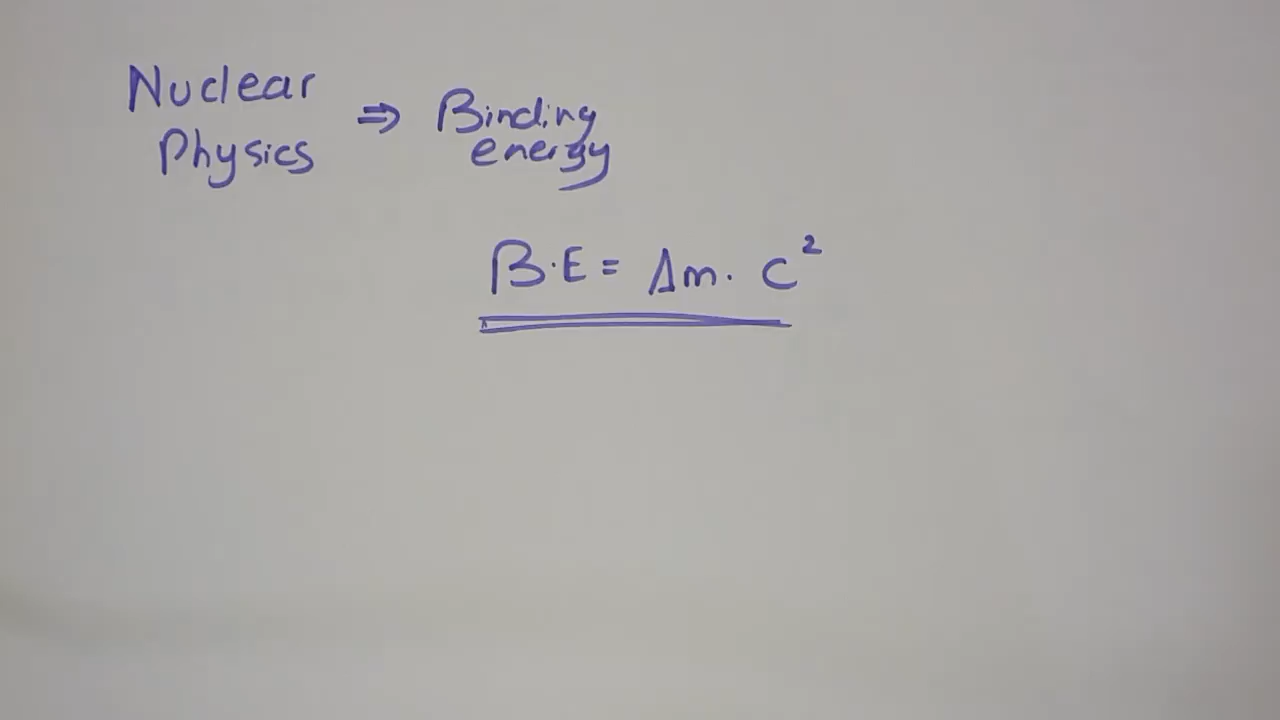 Nuclear
Physics ⇒ Binding
energy
B.E = Δm. c²